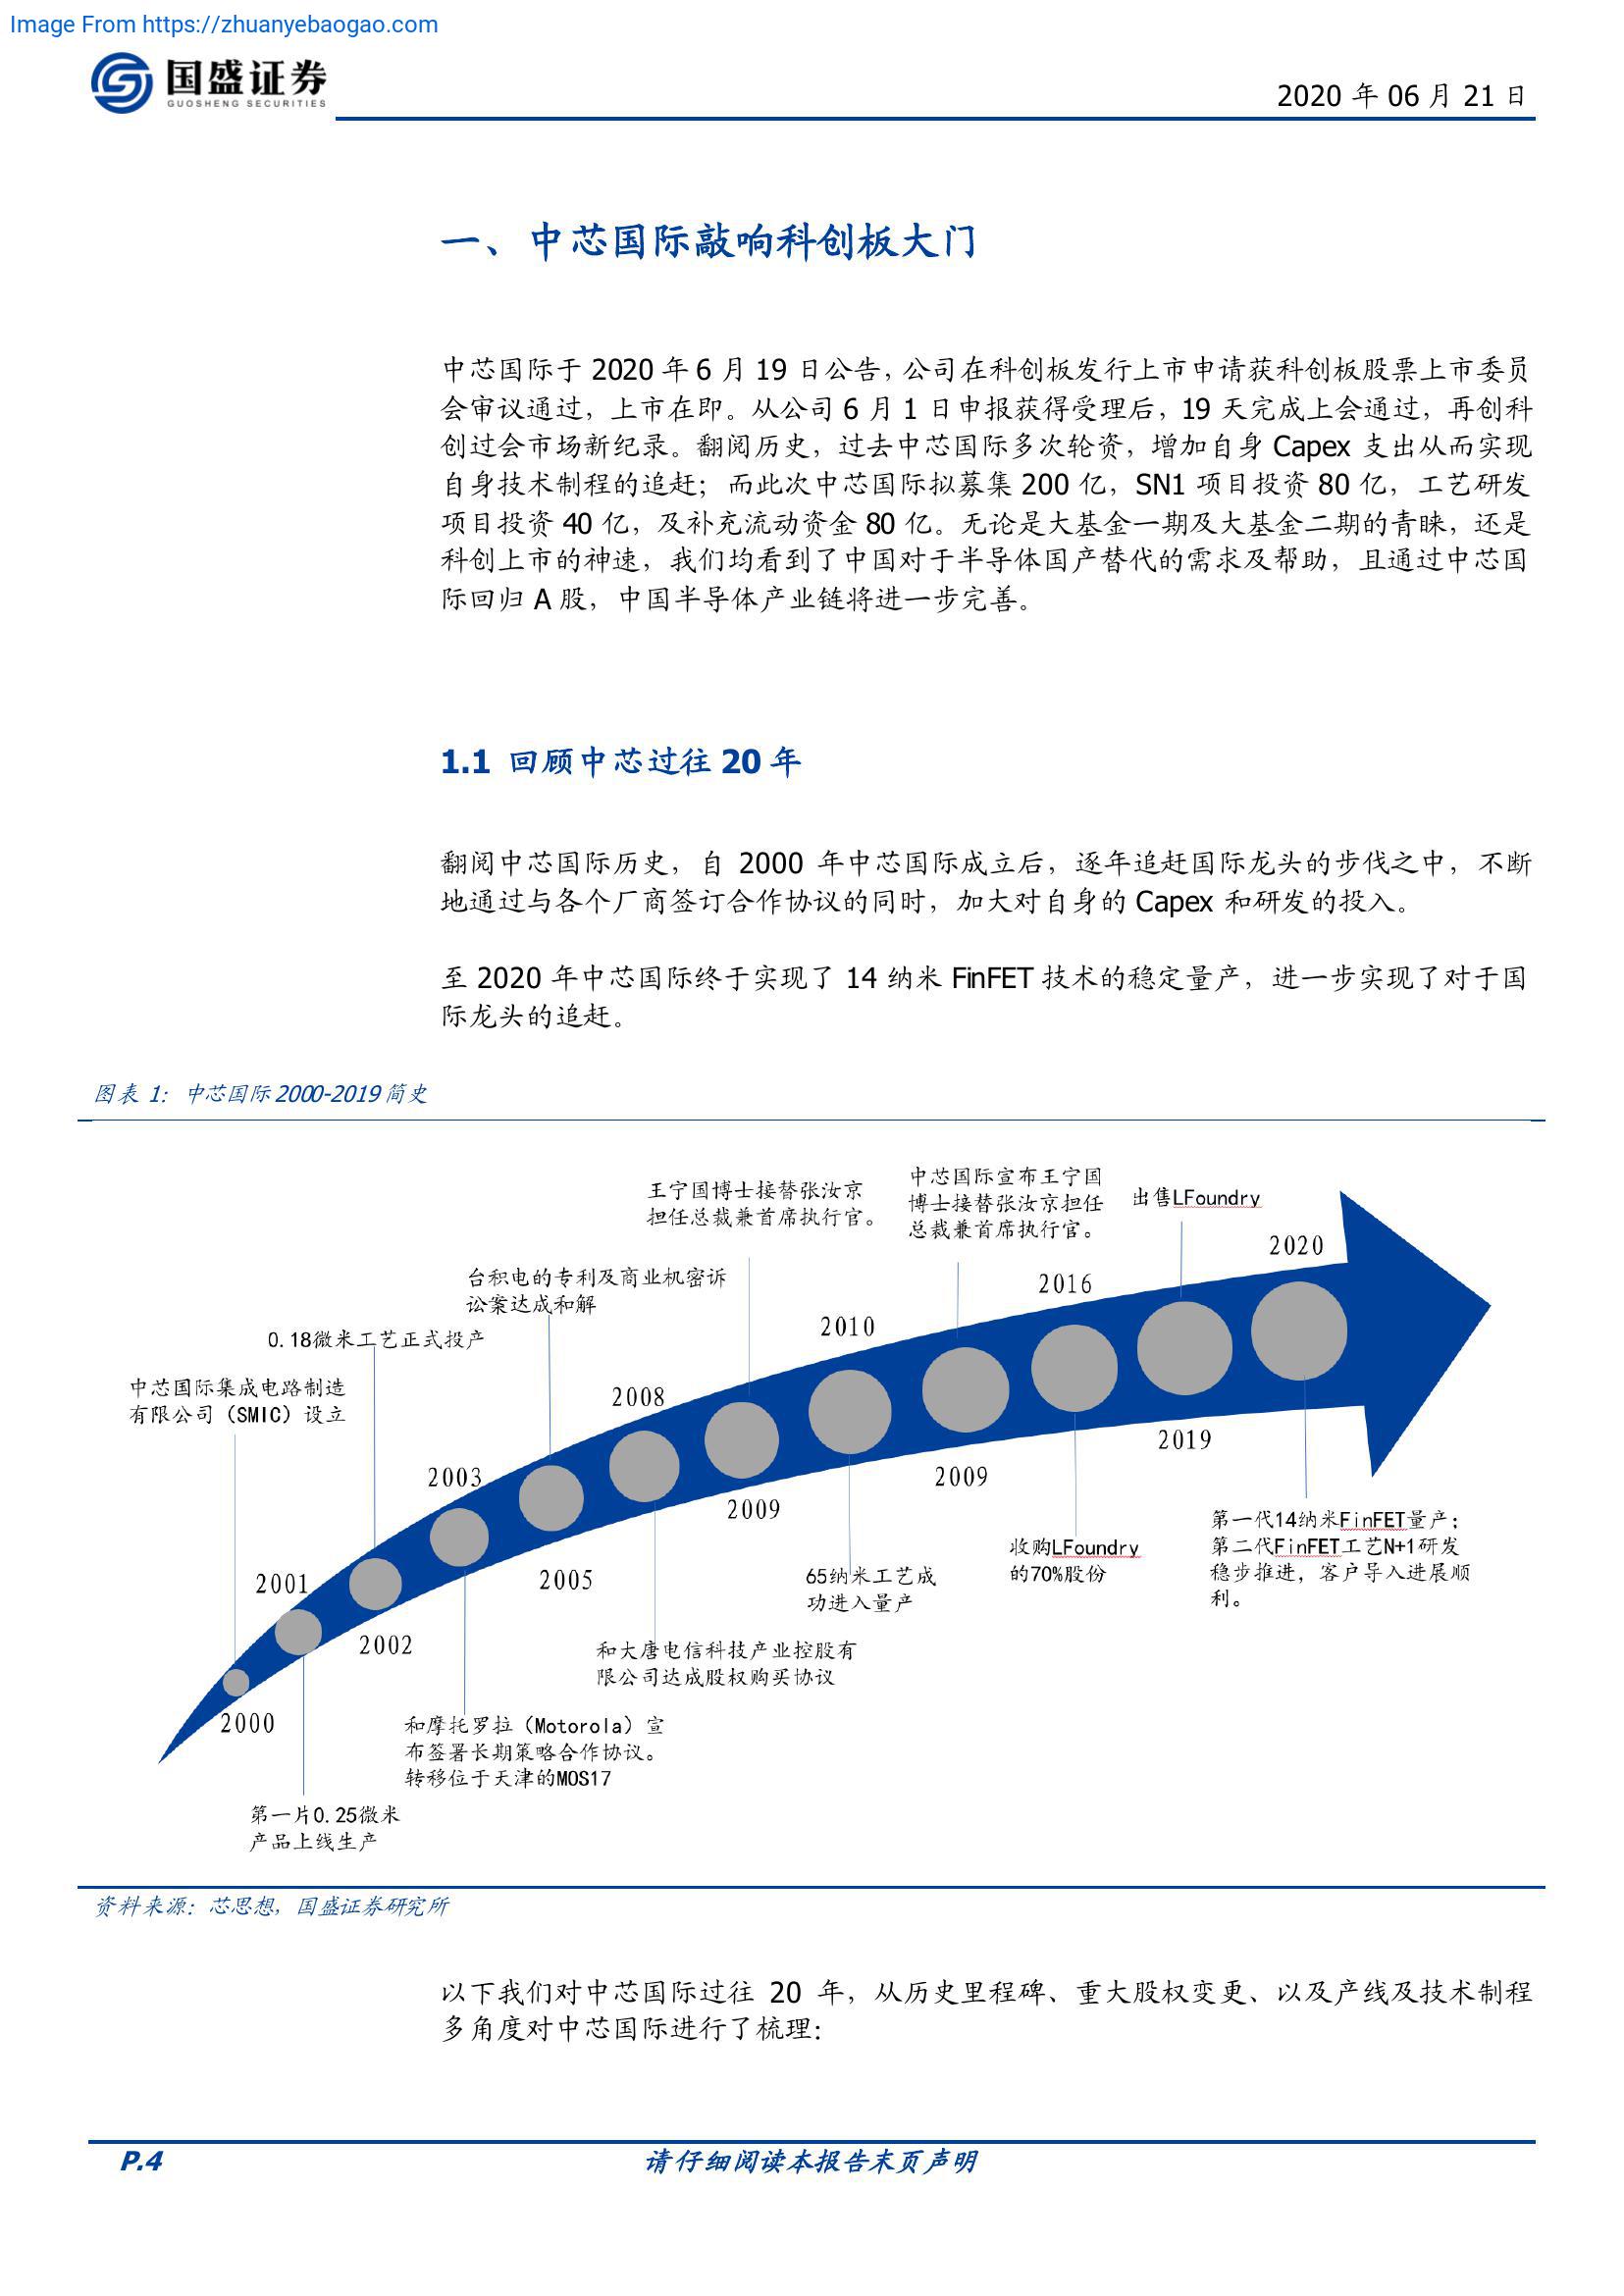 Image From https://zhuanyebaogao.com
国盛证券
GUOSHENG SECURITIES
2020 年 06 月 21 日
一、中芯国际敲响科创板大门
中芯国际于 2020 年 6 月 19 日公告，公司在科创板发行上市申请获科创板股票上市委员
会审议通过，上市在即。从公司 6 月 1 日申报获得受理后，19 天完成上会通过，再创科
创过会市场新纪录。翻阅历史，过去中芯国际多次轮资，增加自身 Capex 支出从而实现
自身技术制程的追赶；而此次中芯国际拟募集 200 亿，SN1 项目投资 80 亿，工艺研发
项目投资 40 亿，及补充流动资金 80 亿。无论是大基金一期及大基金二期的青睐，还是
科创上市的神速，我们均看到了中国对于半导体国产替代的需求及帮助，且通过中芯国
际回归 A 股，中国半导体产业链将进一步完善。
1.1 回顾中芯过往 20 年
翻阅中芯国际历史，自 2000 年中芯国际成立后，逐年追赶国际龙头的步伐之中，不断
地通过与各个厂商签订合作协议的同时，加大对自身的 Capex 和研发的投入。
至 2020 年中芯国际终于实现了 14 纳米 FinFET 技术的稳定量产，进一步实现了对于国
际龙头的追赶。
图表 1：中芯国际 2000-2019 简史
中芯国际集成电路制造
有限公司（SMIC）设立
2000
2001
第一片0.25微米
产品上线生产
0.18微米工艺正式投产
2002
2003
和摩托罗拉（Motorola）宣
布签署长期策略合作协议。
转移位于天津的MOS17
台积电的专利及商业机密诉
讼案达成和解
2005
2008
和大唐电信科技产业控股有
限公司达成股权购买协议
王宁国博士接替张汝京
担任总裁兼首席执行官。
2009
2010
65纳米工艺成
功进入量产
中芯国际宣布王宁国
博士接替张汝京担任
总裁兼首席执行官。
2009
2016
收购LFoundry
的70%股份
出售LFoundry
2019
2020
第一代14纳米FinFET量产；
第二代FinFET工艺N+1研发
稳步推进，客户导入进展顺
利。
资料来源：芯思想，国盛证券研究所
以下我们对中芯国际过往 20 年，从历史里程碑、重大股权变更、以及产线及技术制程
多角度对中芯国际进行了梳理：
P.4
请仔细阅读本报告末页声明